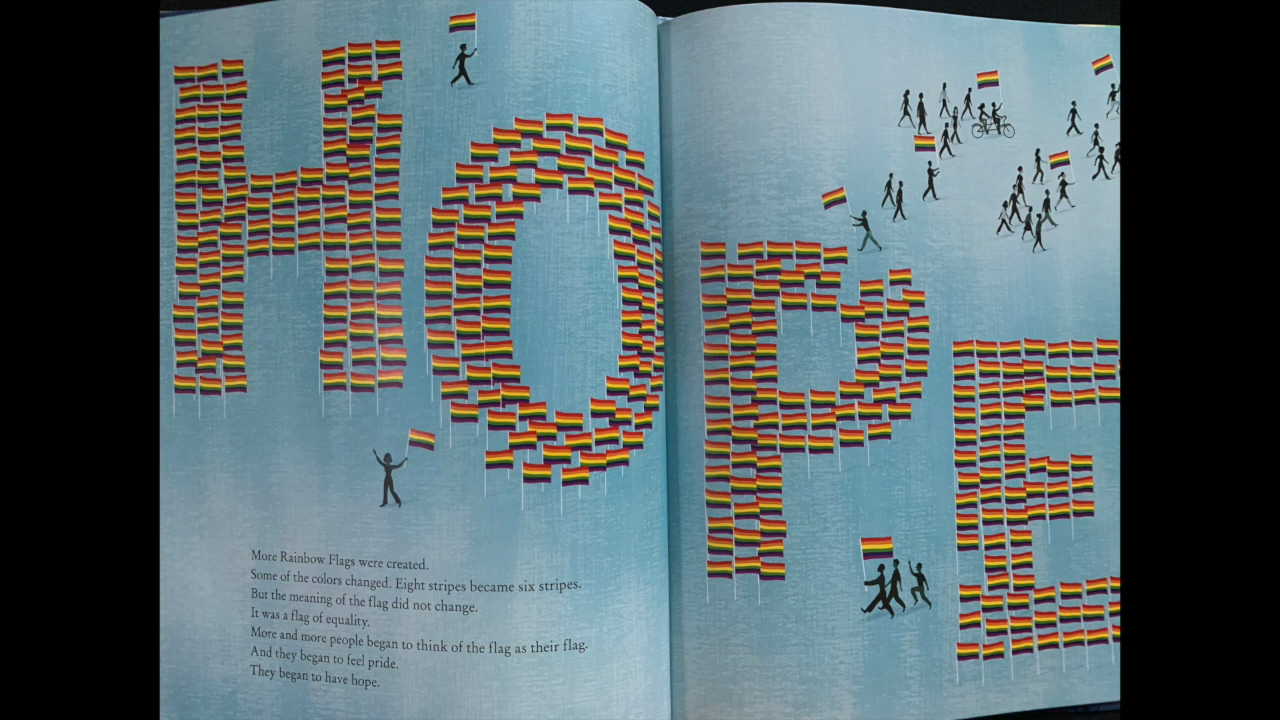 HOPE
More Rainbow Flags were created.
Some of the colors changed. Eight stripes became six stripes.
But the meaning of the flag did not change.
It was a flag of equality.
More and more people began to think of the flag as their flag.
And they began to feel pride.
They began to have hope.